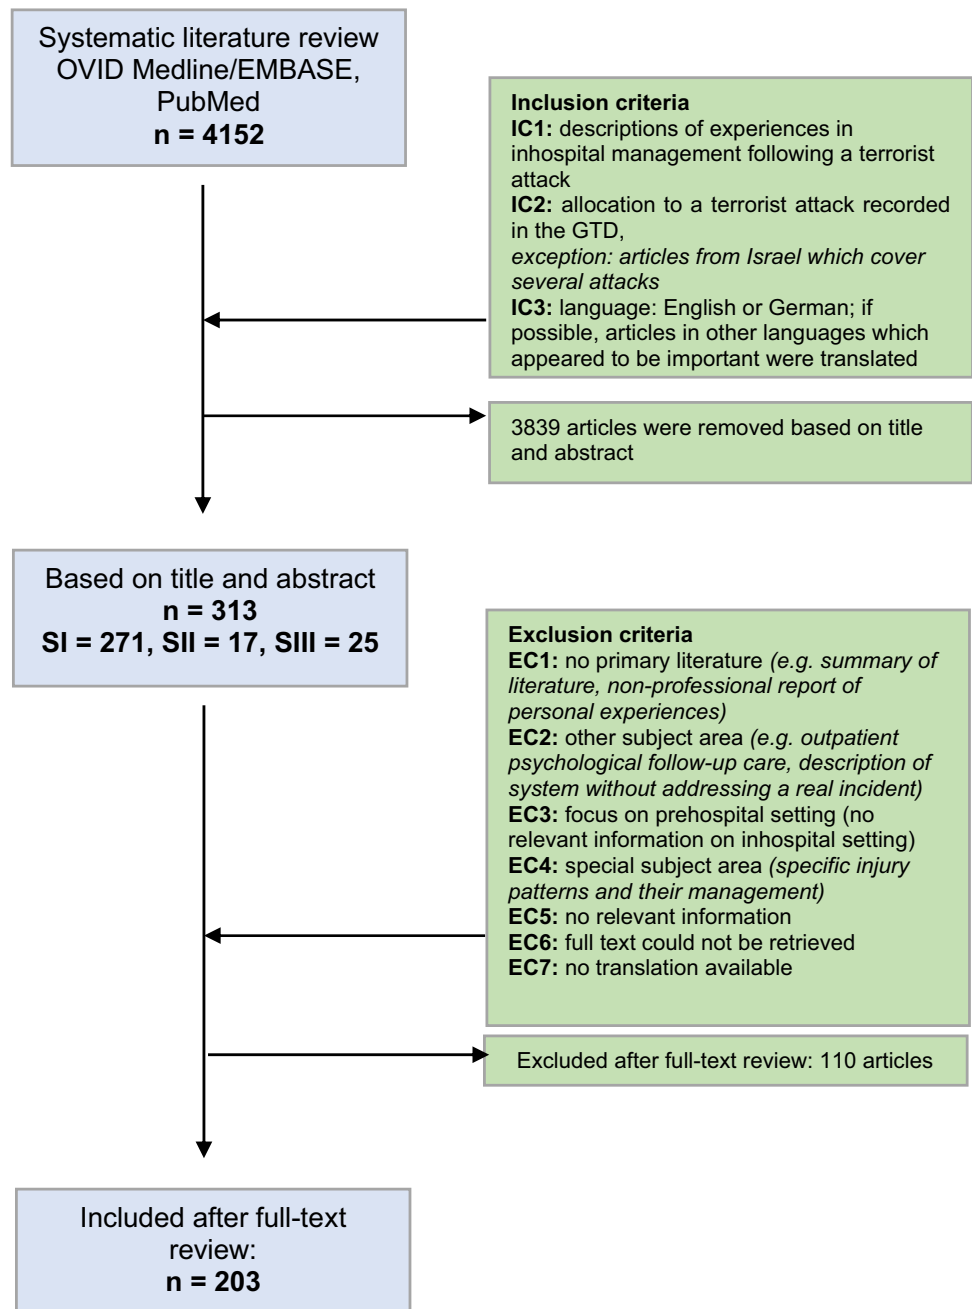 Systematic literature review
OVID Medline/EMBASE,
PubMed
n = 4152
Inclusion criteria
IC1: descriptions of experiences in
inhospital management following a terrorist
attack
IC2: allocation to a terrorist attack recorded
in the GTD,
exception: articles from Israel which cover
several attacks
IC3: language: English or German; if
possible, articles in other languages which
appeared to be important were translated
3839 articles were removed based on title
and abstract
Based on title and abstract
n = 313
SI = 271, SII = 17, SIII = 25
Exclusion criteria
EC1: no primary literature (e.g. summary of
literature, non-professional report of
personal experiences)
EC2: other subject area (e.g. outpatient
psychological follow-up care, description of
system without addressing a real incident)
EC3: focus on prehospital setting (no
relevant information on inhospital setting)
EC4: special subject area (specific injury
patterns and their management)
EC5: no relevant information
EC6: full text could not be retrieved
EC7: no translation available
Excluded after full-text review: 110 articles
Included after full-text
review:
n = 203